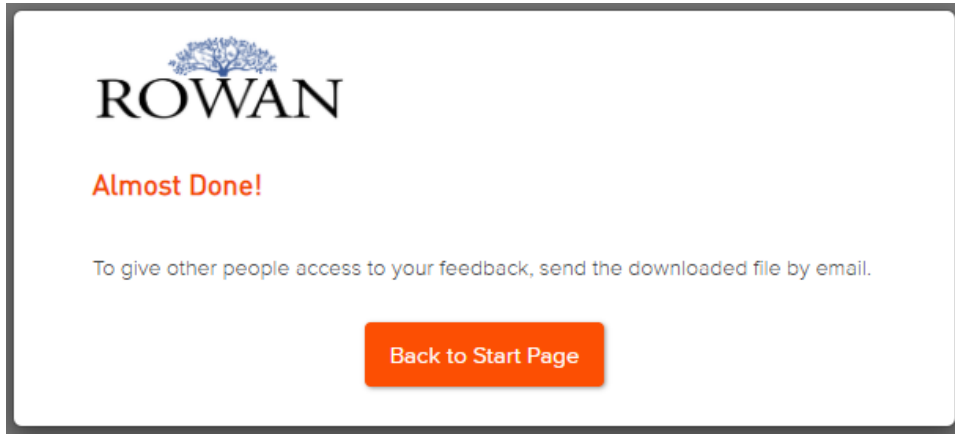 ROWAN
Almost Done!
To give other people access to your feedback, send the downloaded file by email.
Back to Start Page